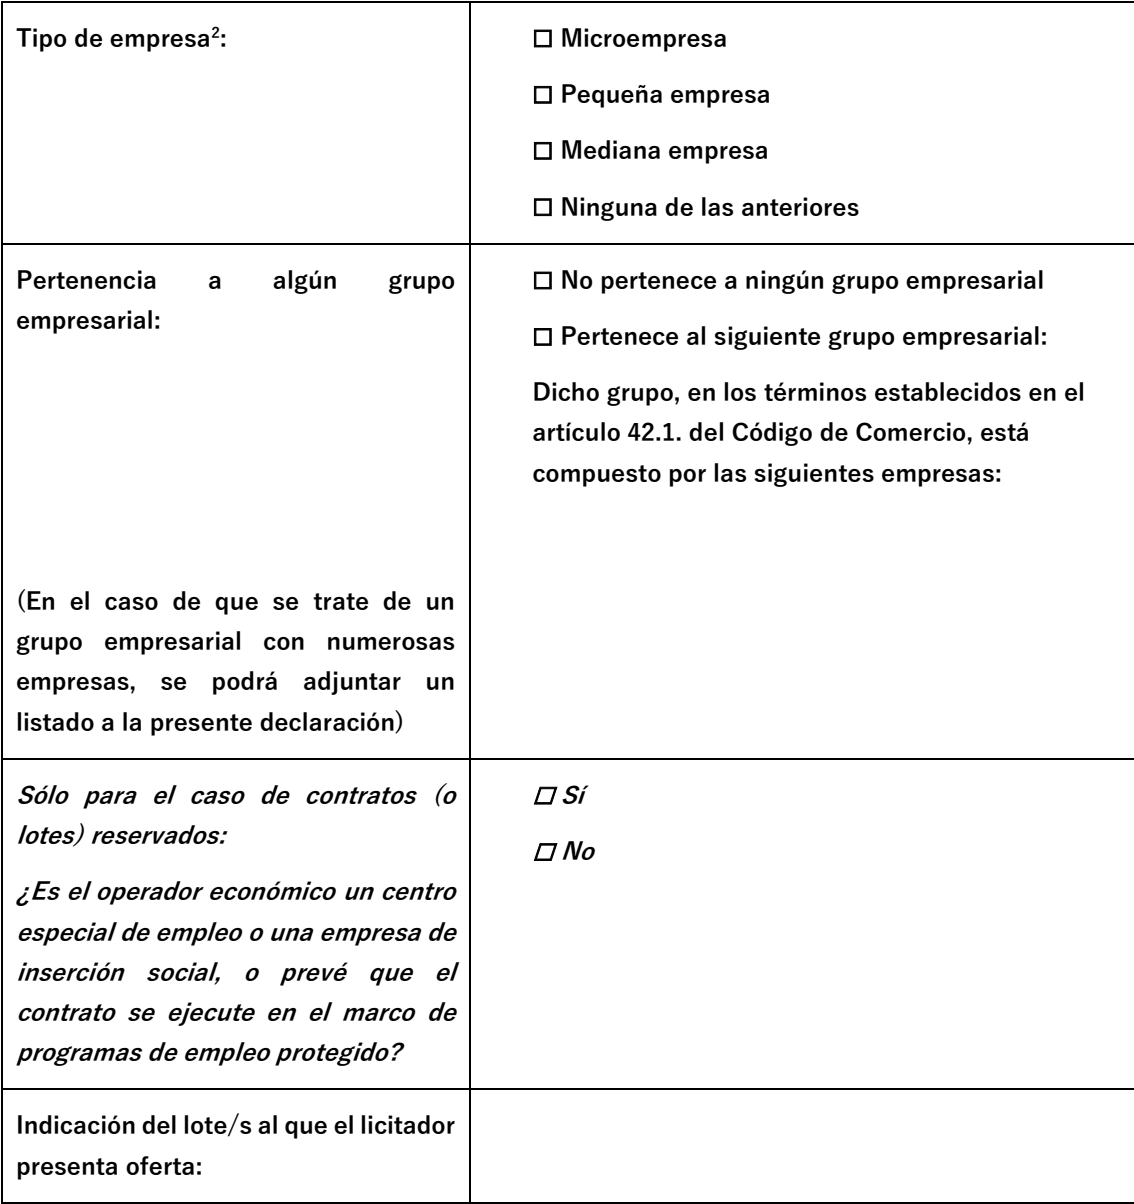 Tipo de empresa²:
☐ Microempresa
☐ Pequeña empresa
☐ Mediana empresa
☐ Ninguna de las anteriores
Pertenencia a algún grupo
empresarial:
(En el caso de que se trate de un
grupo empresarial con numerosas
empresas, se podrá adjuntar un
listado a la presente declaración)
☐ No pertenece a ningún grupo empresarial
☐ Pertenece al siguiente grupo empresarial:
Dicho grupo, en los términos establecidos en el
artículo 42.1. del Código de Comercio, está
compuesto por las siguientes empresas:
Sólo para el caso de contratos (o
lotes) reservados:
¿Es el operador económico un centro
especial de empleo o una empresa de
inserción social, o prevé que el
contrato se ejecute en el marco de
programas de empleo protegido?
☐ Sí
☐ No
Indicación del lote/s al que el licitador
presenta oferta: